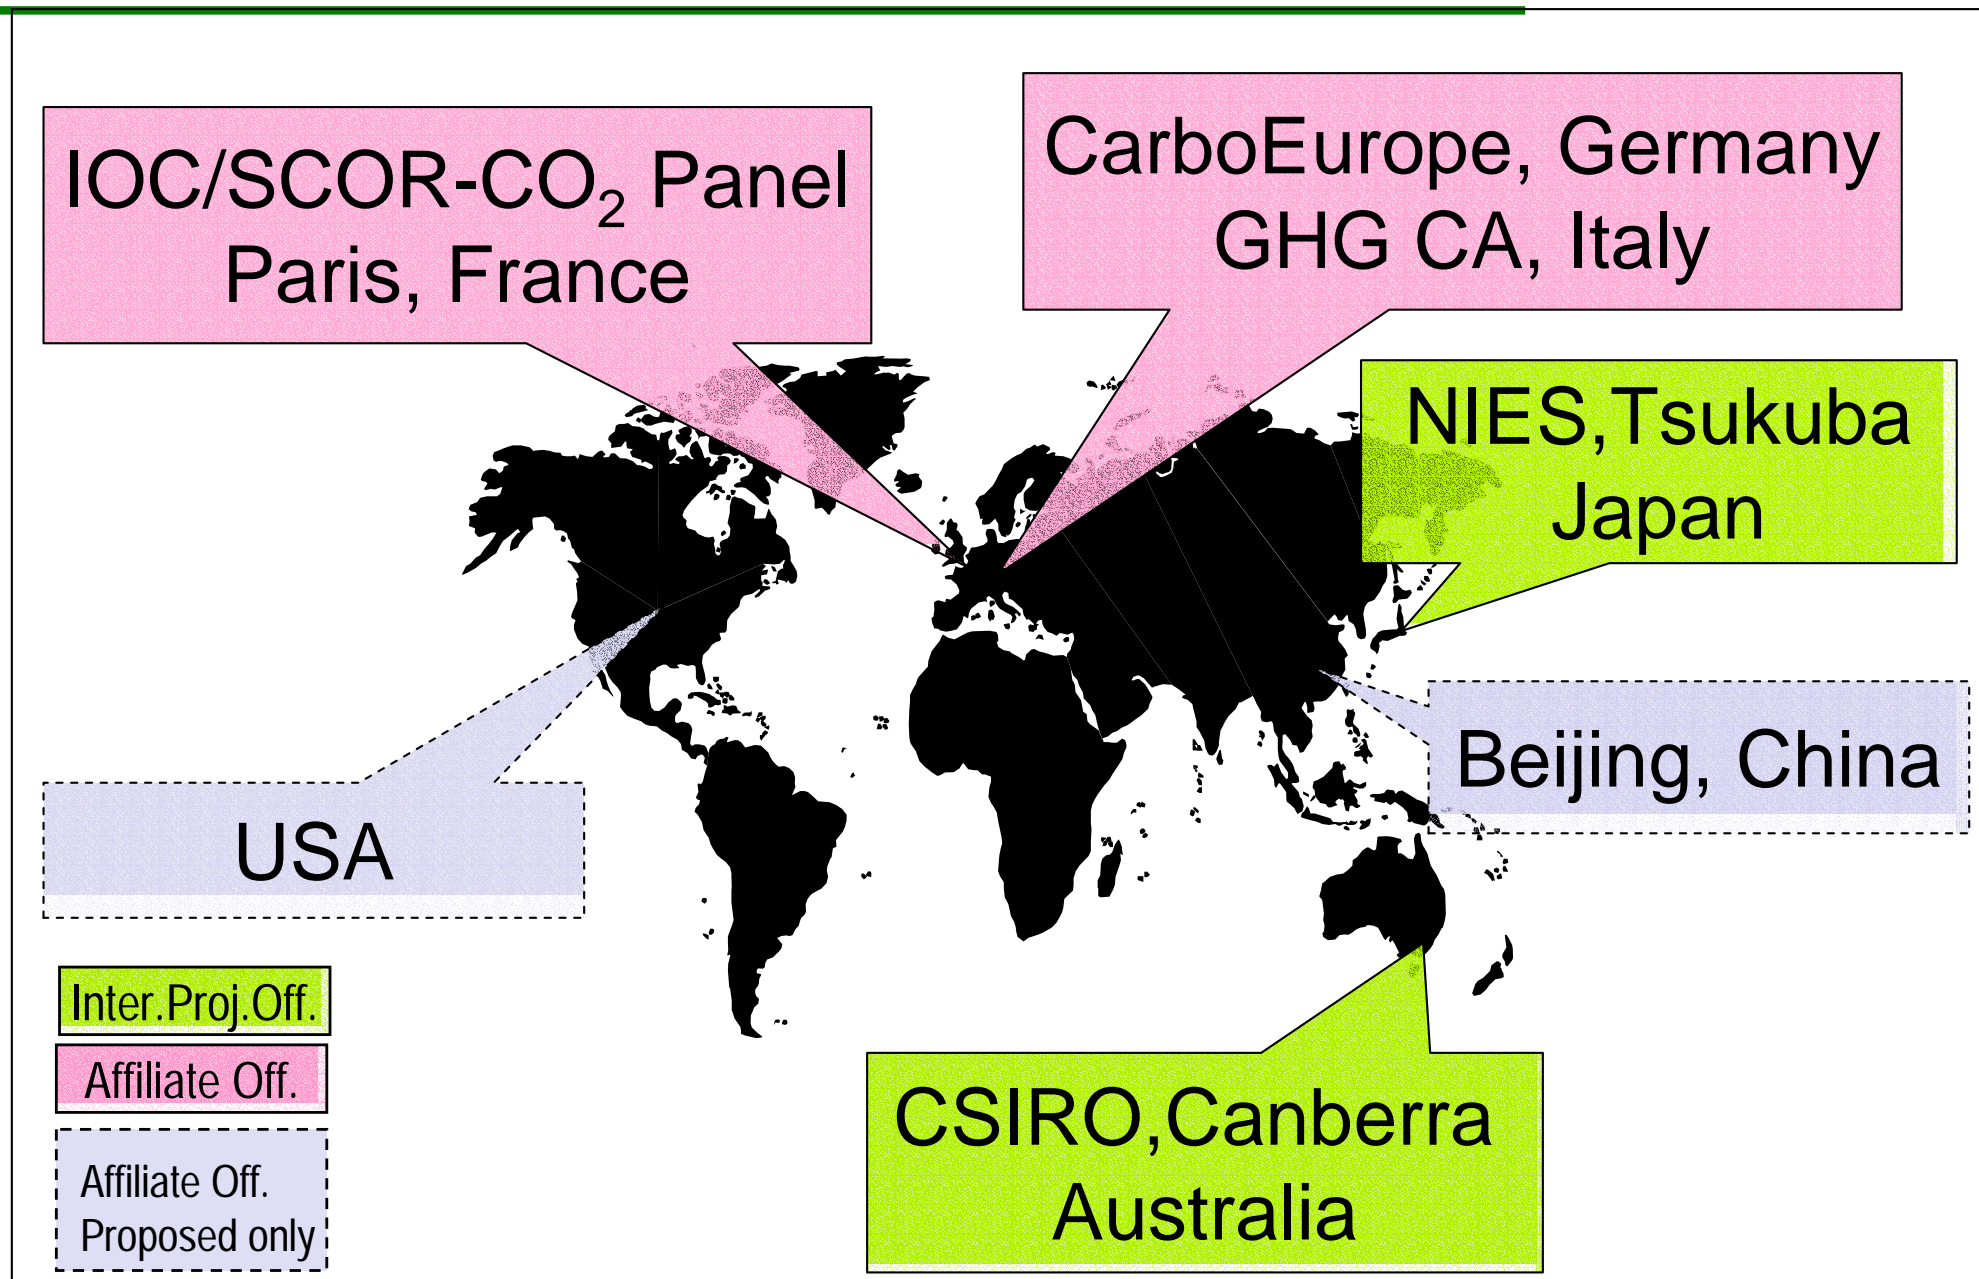 IOC/SCOR-CO₂ Panel
Paris, France
CarboEurope, Germany
GHG CA, Italy
NIES,Tsukuba
Japan
Beijing, China
USA
CSIRO,Canberra
Australia
Inter.Proj.Off.
Affiliate Off.
Affiliate Off.
Proposed only